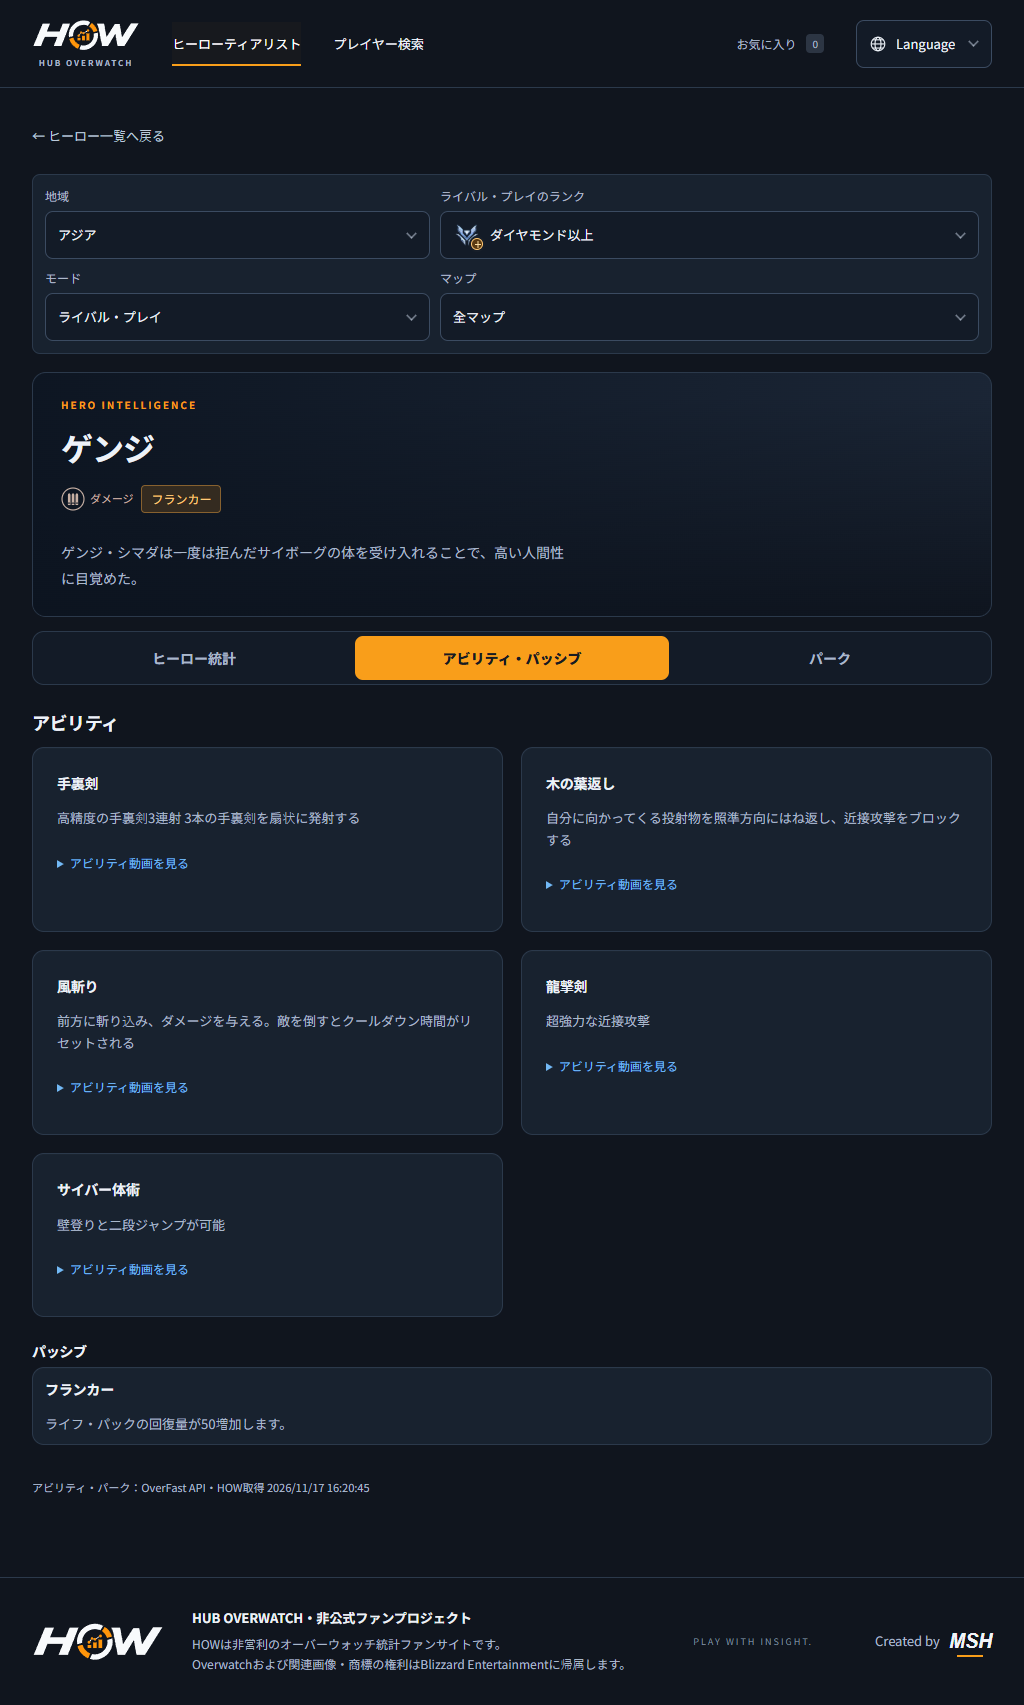 HOW
HUB OVERWATCH
ヒーローティアリスト
プレイヤー検索
お気に入り 0
Language
← ヒーロー一覧へ戻る
地域
ライバル・プレイのランク
アジア
ダイヤモンド以上
モード
マップ
ライバル・プレイ
全マップ
HERO INTELLIGENCE
ゲンジ
ダメージ フランカー
ゲンジ・シマダは一度は拒んだサイボーグの体を受け入れることで、高い人間性
に目覚めた。
ヒーロー統計
アビリティ・パッシブ
パーク
アビリティ
手裏剣
高精度の手裏剣3連射 3本の手裏剣を扇状に発射する
▶ アビリティ動画を見る
木の葉返し
自分に向かってくる投射物を照準方向にはね返し、近接攻撃をブロック
する
▶ アビリティ動画を見る
風斬り
前方に斬り込み、ダメージを与える。敵を倒すとクールダウン時間がリ
セットされる
▶ アビリティ動画を見る
龍撃剣
超強力な近接攻撃
▶ アビリティ動画を見る
サイバー体術
壁登りと二段ジャンプが可能
▶ アビリティ動画を見る
パッシブ
フランカー
ライフ・パックの回復量が50増加します。
アビリティ・パーク：OverFast API・HOW取得 2026/11/17 16:20:45
HOW
HUB OVERWATCH・非公式ファンプロジェクト
HOWは非営利のオーバーウォッチ統計ファンサイトです。
Overwatchおよび関連画像・商標の権利はBlizzard Entertainmentに帰属します。
PLAY WITH INSIGHT.
Created by MSH